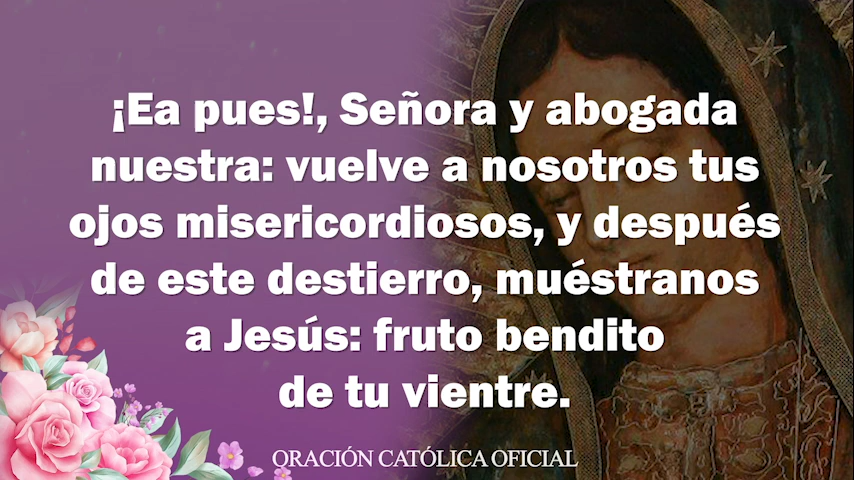 ¡Ea pues!, Señora y abogada
nuestra: vuelve a nosotros tus
ojos misericordiosos, y después
de este destierro, muéstranos
a Jesús: fruto bendito
de tu vientre.
ORACIÓN CATÓLICA OFICIAL